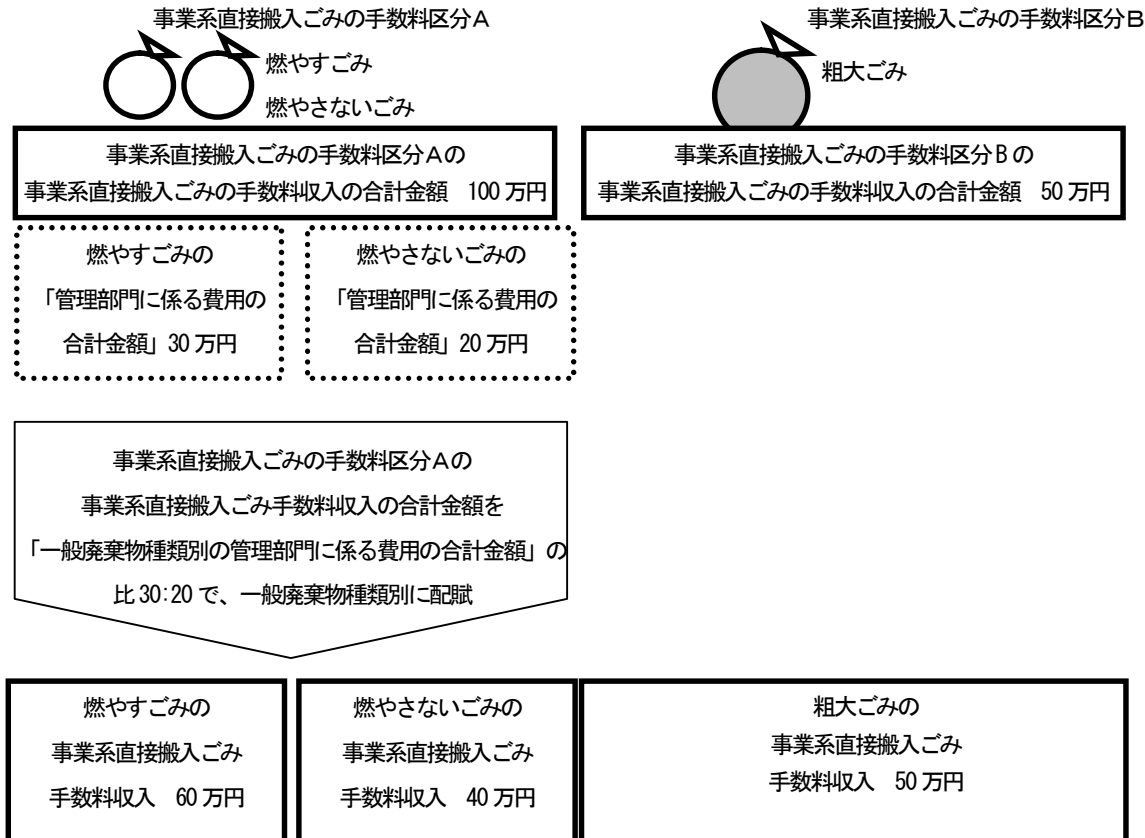 事業系直接搬入ごみの手数料区分A
燃やすごみ
燃やさないごみ
事業系直接搬入ごみの手数料区分Aの
事業系直接搬入ごみの手数料収入の合計金額　100万円
事業系直接搬入ごみの手数料区分B
粗大ごみ
事業系直接搬入ごみの手数料区分Bの
事業系直接搬入ごみの手数料収入の合計金額　50万円
燃やすごみの
「管理部門に係る費用の
合計金額」30万円
燃やさないごみの
「管理部門に係る費用の
合計金額」20万円
事業系直接搬入ごみの手数料区分Aの
事業系直接搬入ごみ手数料収入の合計金額を
「一般廃棄物種類別の管理部門に係る費用の合計金額」の
比30:20で、一般廃棄物種類別に配賦
燃やすごみの
事業系直接搬入ごみ
手数料収入　60万円
燃やさないごみの
事業系直接搬入ごみ
手数料収入　40万円
粗大ごみの
事業系直接搬入ごみ
手数料収入　50万円